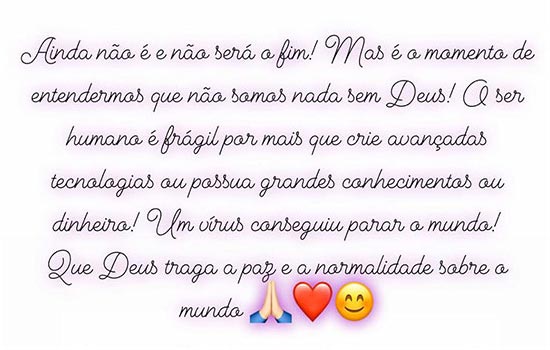 Ainda não é e não será o fim! Mas é o momento de
entendermos que não somos nada sem Deus! O ser
humano é frágil por mais que crie avançadas
tecnologias ou possua grandes conhecimentos ou
dinheiro! Um vírus conseguiu parar o mundo!
Que Deus traga a paz e a normalidade sobre o
mundo 🙏🏻❤️😊